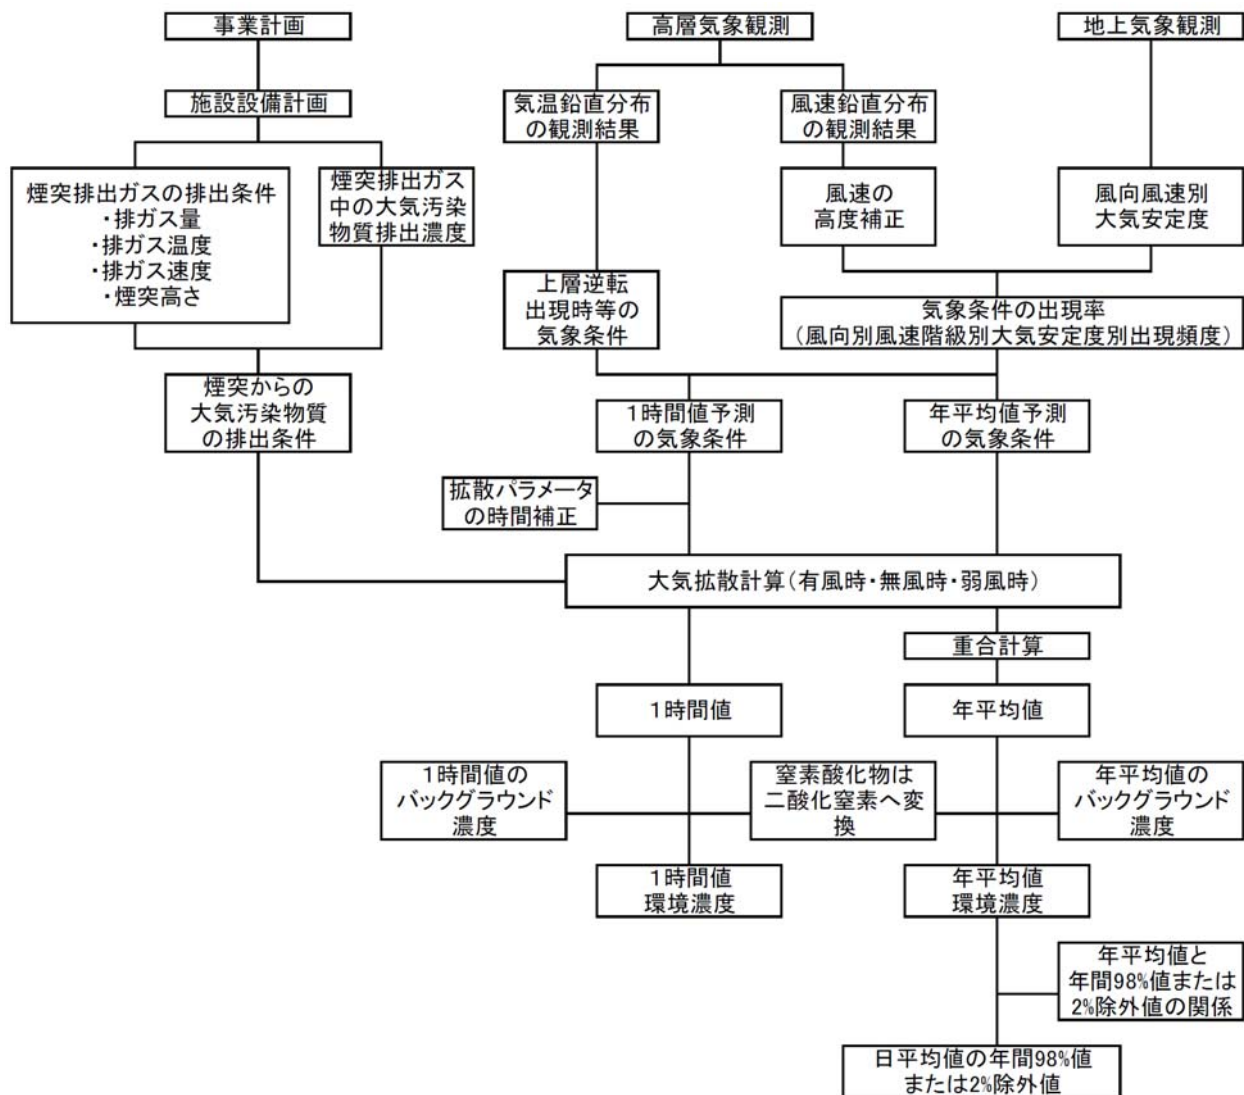 事業計画
高層気象観測
地上気象観測
施設設備計画
気温鉛直分布
の観測結果
風速鉛直分布
の観測結果
煙突排出ガスの排出条件
・排ガス量
・排ガス温度
・排ガス速度
・煙突高さ
煙突排出ガス
中の大気汚染
物質排出濃度
風速の
高度補正
風向風速別
大気安定度
上層逆転
出現時等の
気象条件
気象条件の出現率
（風向別風速階級別大気安定度別出現頻度）
煙突からの
大気汚染物質
の排出条件
1時間値予測
の気象条件
年平均値予測
の気象条件
拡散パラメータ
の時間補正
大気拡散計算（有風時・無風時・弱風時）
重合計算
1時間値
年平均値
1時間値の
バックグラウンド
濃度
窒素酸化物は
二酸化窒素へ変
換
年平均値の
バックグラウンド
濃度
1時間値
環境濃度
年平均値
環境濃度
年平均値と
年間98%値または
2%除外値の関係
日平均値の年間98%値
または2%除外値